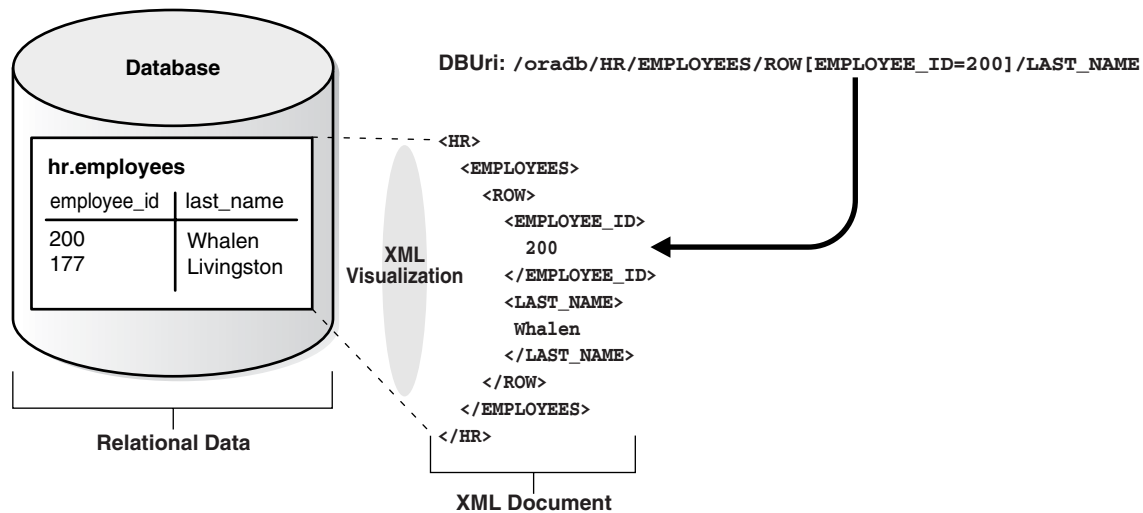 Database
DBUri: /oradb/HR/EMPLOYEES/ROW[EMPLOYEE_ID=200]/LAST_NAME
hr.employees
employee_id last_name
200 Whalen
177 Livingston
XML
Visualization
<HR>
<EMPLOYEES>
<ROW>
<EMPLOYEE_ID>
200
</EMPLOYEE_ID>
<LAST_NAME>
Whalen
</LAST_NAME>
</ROW>
</EMPLOYEES>
</HR>
Relational Data
XML Document